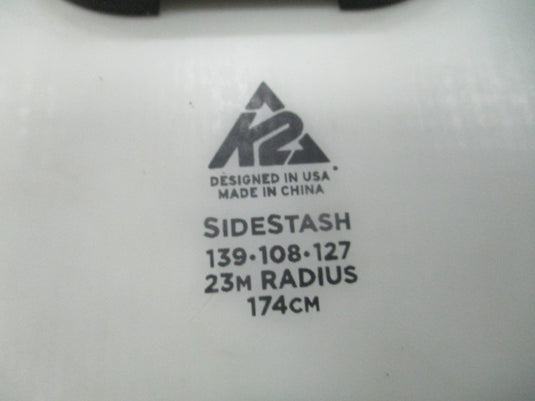 K2
DESIGNED IN USA
MADE IN CHINA
SIDESTASH
139·108·127
23M RADIUS
174CM